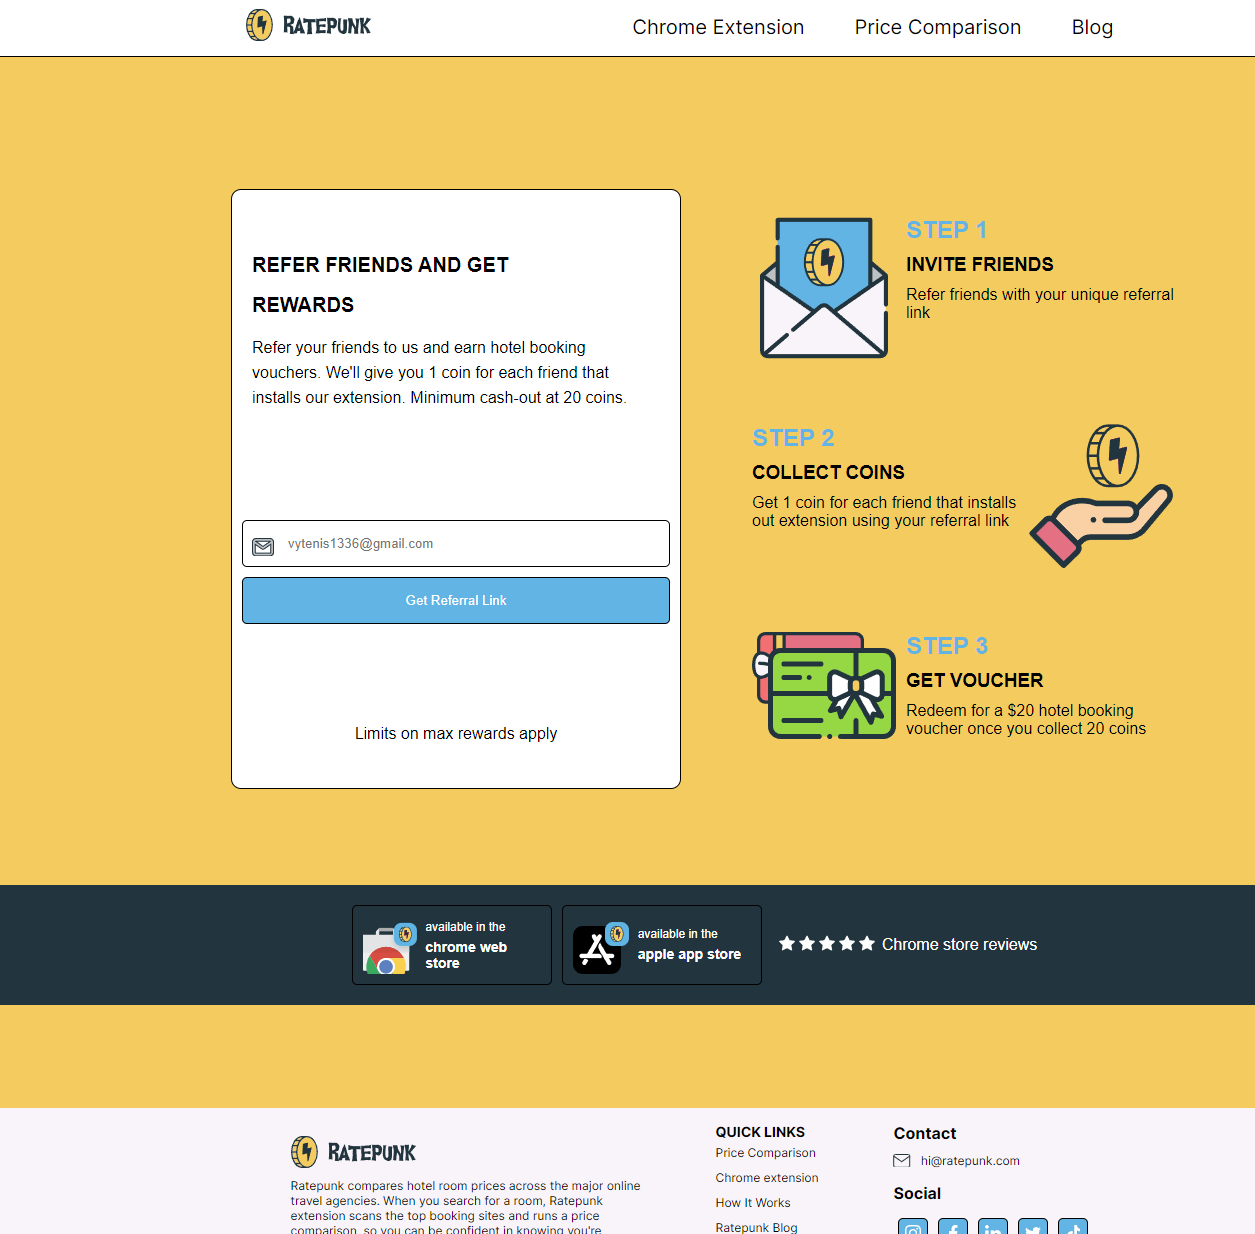 RATEPUNK
Chrome Extension
Price Comparison
Blog
REFER FRIENDS AND GET
REWARDS
Refer your friends to us and earn hotel booking
vouchers. We'll give you 1 coin for each friend that
installs our extension. Minimum cash-out at 20 coins.
vytenis1336@gmail.com
Get Referral Link
Limits on max rewards apply
STEP 1
INVITE FRIENDS
Refer friends with your unique referral
link
STEP 2
COLLECT COINS
Get 1 coin for each friend that installs
out extension using your referral link
STEP 3
GET VOUCHER
Redeem for a $20 hotel booking
voucher once you collect 20 coins
available in the
chrome web
store
available in the
apple app store
Chrome store reviews
RATEPUNK
Ratepunk compares hotel room prices across the major online
travel agencies. When you search for a room, Ratepunk
extension scans the top booking sites and runs a price
comparison, so you can be confident in knowing you're
QUICK LINKS
Price Comparison
Chrome extension
How It Works
Ratepunk Blog
Contact
hi@ratepunk.com
Social